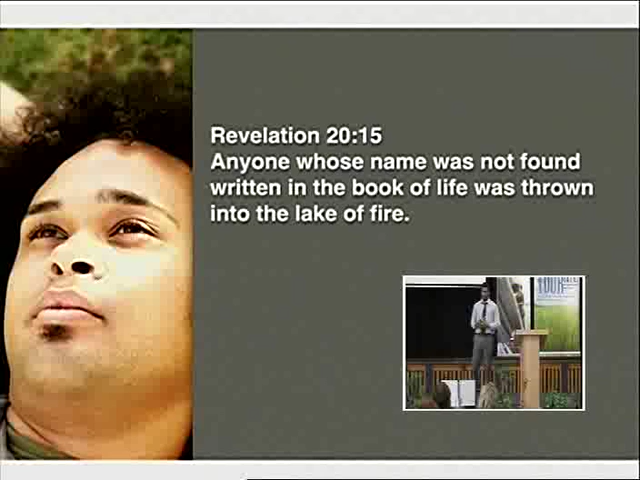 Revelation 20:15
Anyone whose name was not found
written in the book of life was thrown
into the lake of fire.
YOUR